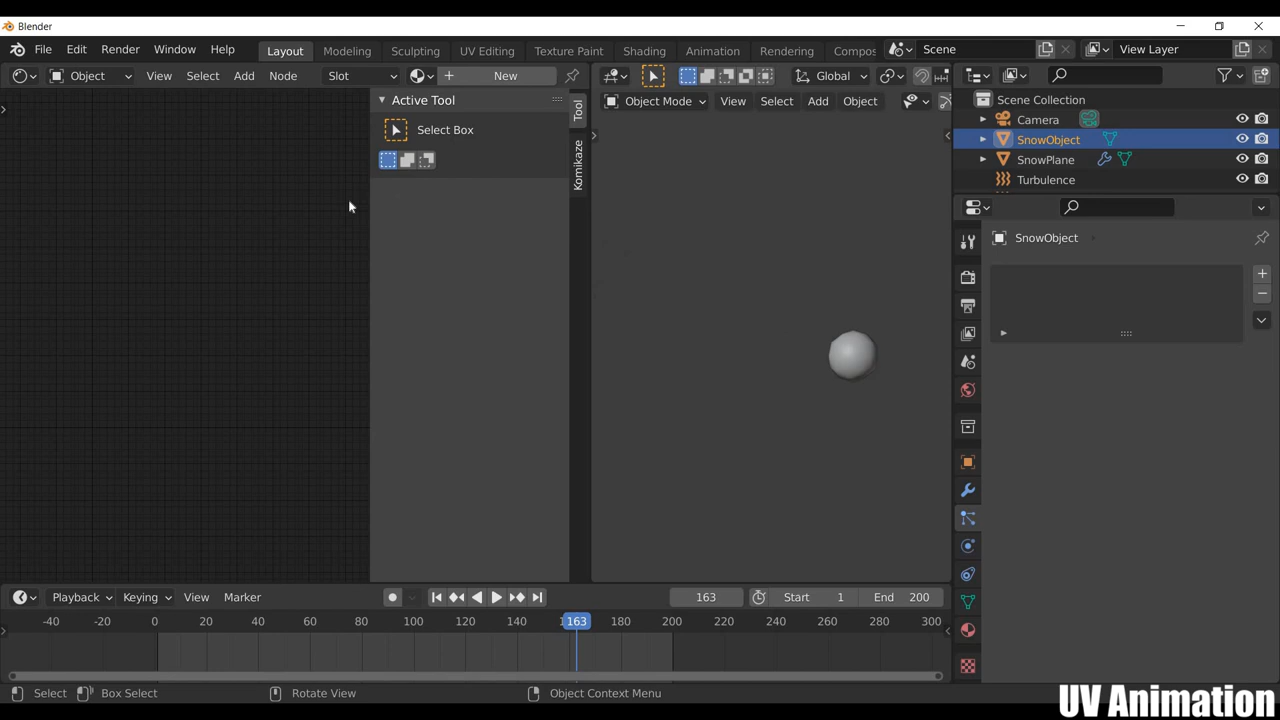 Blender
File Edit Render Window Help Layout Modeling Sculpting UV Editing Texture Paint Shading Animation Rendering Compos Scene View Layer
Object View Select Add Node Slot New Global
Active Tool Object Mode View Select Add Object
Scene Collection
Camera
Select Box SnowObject
SnowPlane
Turbulence
Tool
Komikaze
SnowObject
Playback Keying View Marker 163 Start 1 End 200
-40 -20 0 20 40 60 80 100 120 140 163 180 200 220 240 260 280 300
Select Box Select Rotate View Object Context Menu
UV Animation